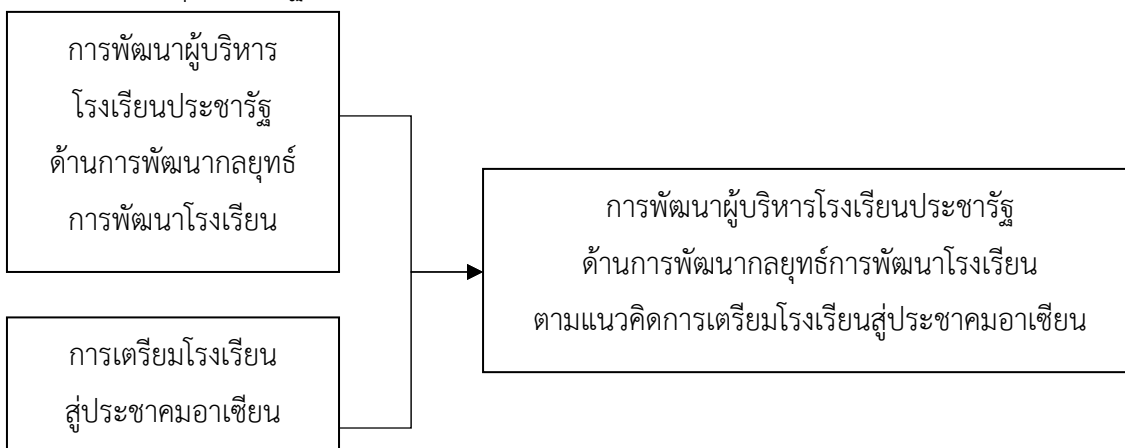 การพัฒนาผู้บริหาร
โรงเรียนประชารัฐ
ด้านการพัฒนากลยุทธ์
การพัฒนาโรงเรียน
การพัฒนาผู้บริหารโรงเรียนประชารัฐ
ด้านการพัฒนากลยุทธ์การพัฒนาโรงเรียน
ตามแนวคิดการเตรียมโรงเรียนสู่ประชาคมอาเซียน
การเตรียมโรงเรียน
สู่ประชาคมอาเซียน